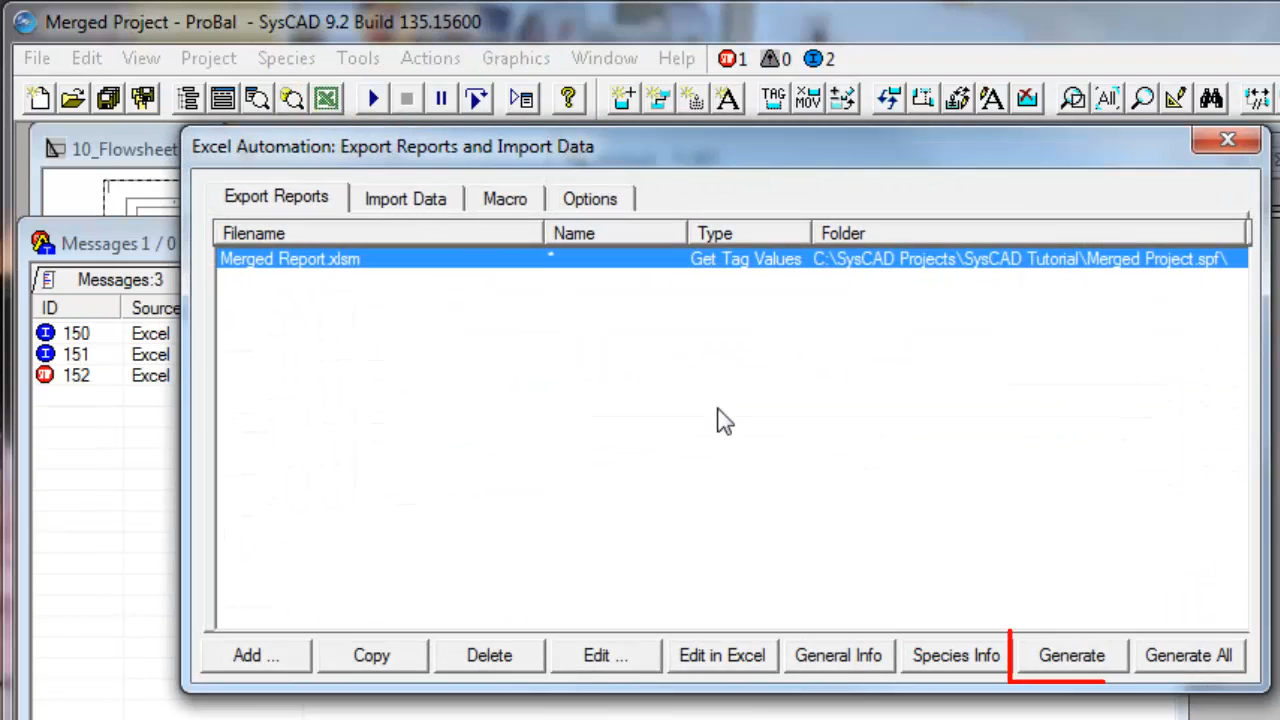 Merged Project - ProBal - SysCAD 9.2 Build 135.15600
File Edit View Project Species Tools Actions Graphics Window Help 1 0 2
TAG TAG MOV All
10_Flowsheet
Excel Automation: Export Reports and Import Data
Export Reports Import Data Macro Options
Filename Name Type Folder
Merged Report.xlsm * Get Tag Values C:\SysCAD Projects\SysCAD Tutorial\Merged Project.spf\
Messages 1 / 0
Messages:3
ID Source
150 Excel
151 Excel
152 Excel
Add ... Copy Delete Edit ... Edit in Excel General Info Species Info Generate Generate All